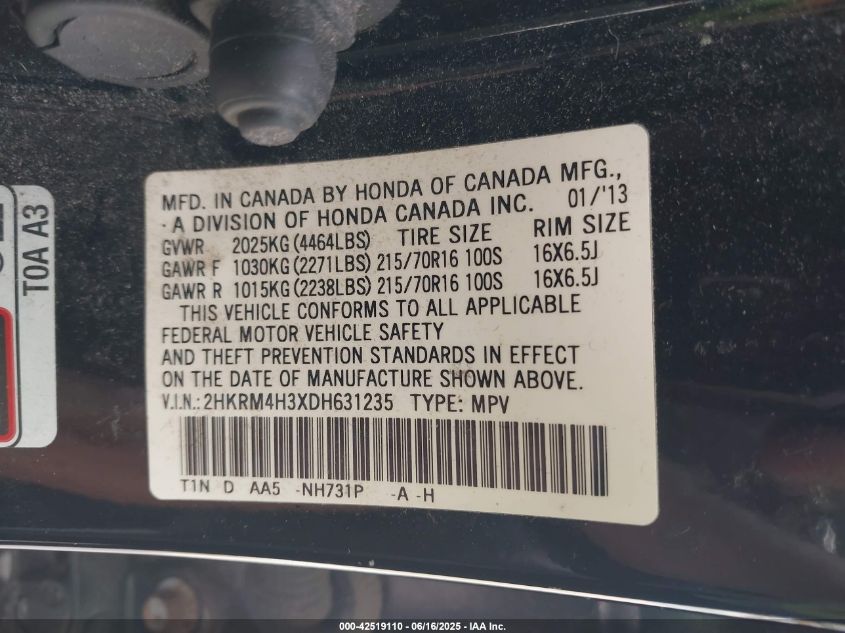 MFD. IN CANADA BY HONDA OF CANADA MFG.,
A DIVISION OF HONDA CANADA INC. 01/'13
GVWR 2025KG(4464LBS) TIRE SIZE RIM SIZE
GAWR F 1030KG(2271LBS) 215/70R16 100S 16X6.5J
GAWR R 1015KG(2238LBS) 215/70R16 100S 16X6.5J
THIS VEHICLE CONFORMS TO ALL APPLICABLE
FEDERAL MOTOR VEHICLE SAFETY
AND THEFT PREVENTION STANDARDS IN EFFECT
ON THE DATE OF MANUFACTURE SHOWN ABOVE.
V.I.N.: 2HKRM4H3XDH631235 TYPE: MPV
T1N D AA5 -NH731P -A -H
T0A A3
000-42519110 - 06/16/2025 - IAA Inc.